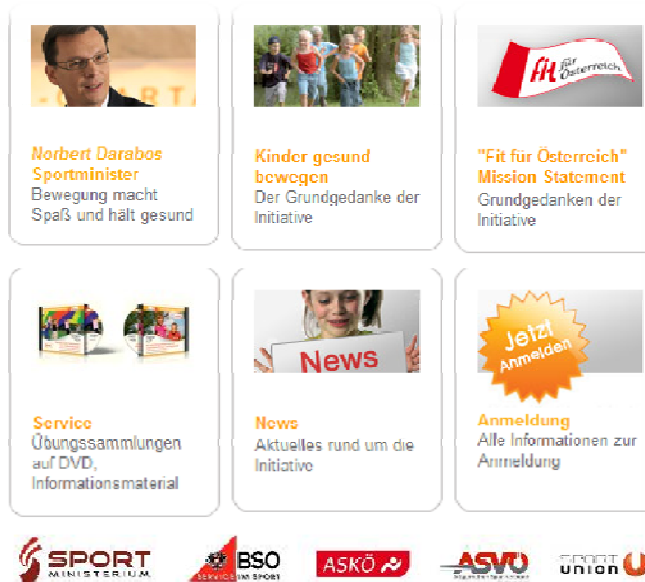 fit für
Österreich
Norbert Darabos
Sportminister
Bewegung macht
Spaß und hält gesund
Kinder gesund
bewegen
Der Grundgedanke der
Initiative
"Fit für Österreich"
Mission Statement
Grundgedanken der
Initiative
News
Jetzt
Anmelden
Service
Übungssammlungen
auf DVD,
Informationsmaterial
News
Aktuelles rund um die
Initiative
Anmeldung
Alle Informationen zur
Anmeldung
SPORT
MINISTERIUM
BSO
SERVICE IM SPORT
ASKÖ
ASVÖ
SPORT
UNION